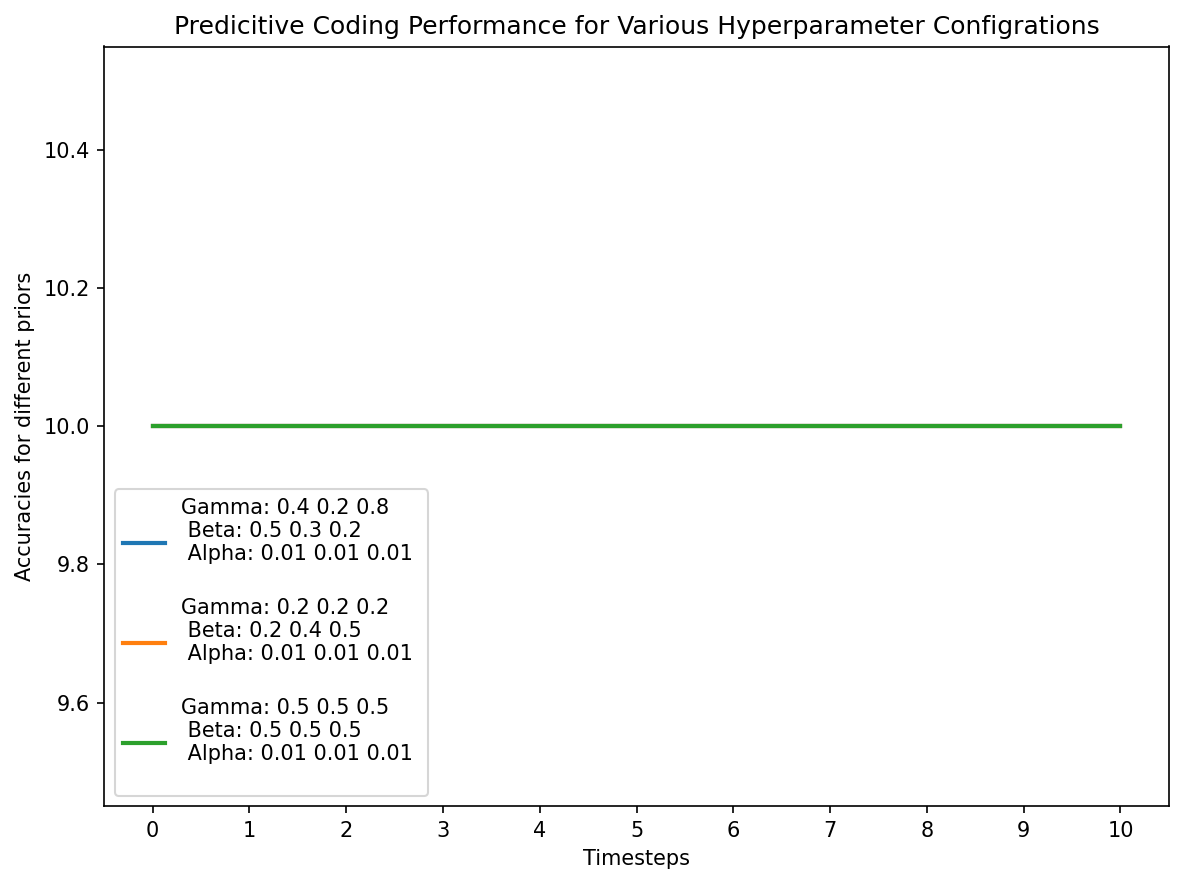 Predicitive Coding Performance for Various Hyperparameter Configrations
Accuracies for different priors
10.4
10.2
10.0
9.8
9.6
Gamma: 0.4 0.2 0.8
Beta: 0.5 0.3 0.2
Alpha: 0.01 0.01 0.01
Gamma: 0.2 0.2 0.2
Beta: 0.2 0.4 0.5
Alpha: 0.01 0.01 0.01
Gamma: 0.5 0.5 0.5
Beta: 0.5 0.5 0.5
Alpha: 0.01 0.01 0.01
0 1 2 3 4 5 6 7 8 9 10
Timesteps